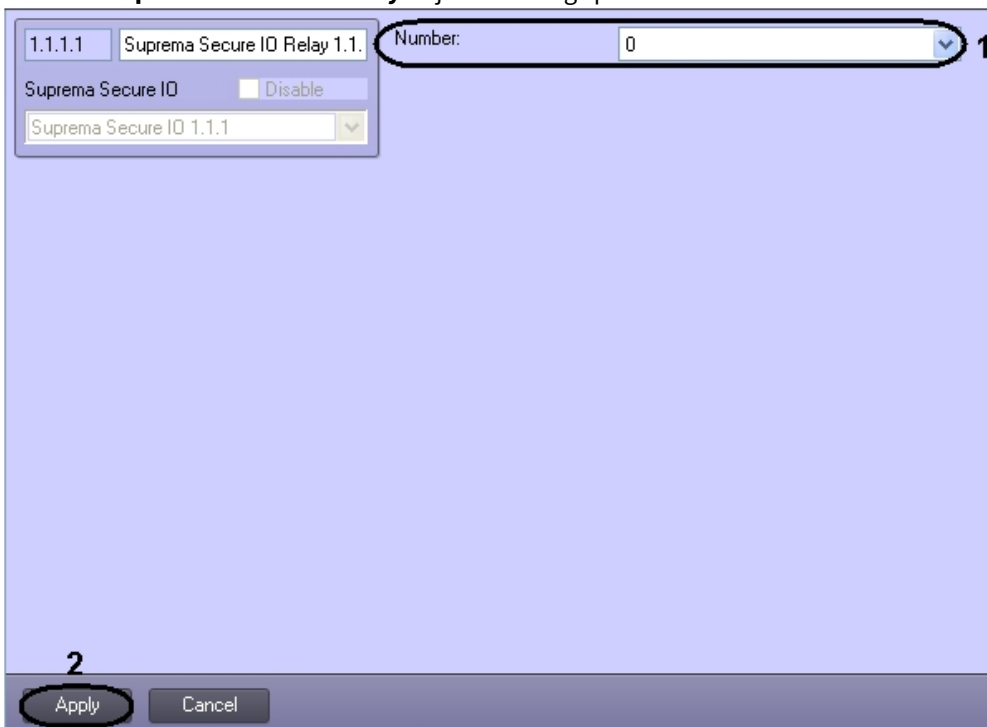 1.1.1.1 Suprema Secure IO Relay 1.1. Number: 0 1
Suprema Secure IO Disable
Suprema Secure IO 1.1.1
2
Apply Cancel